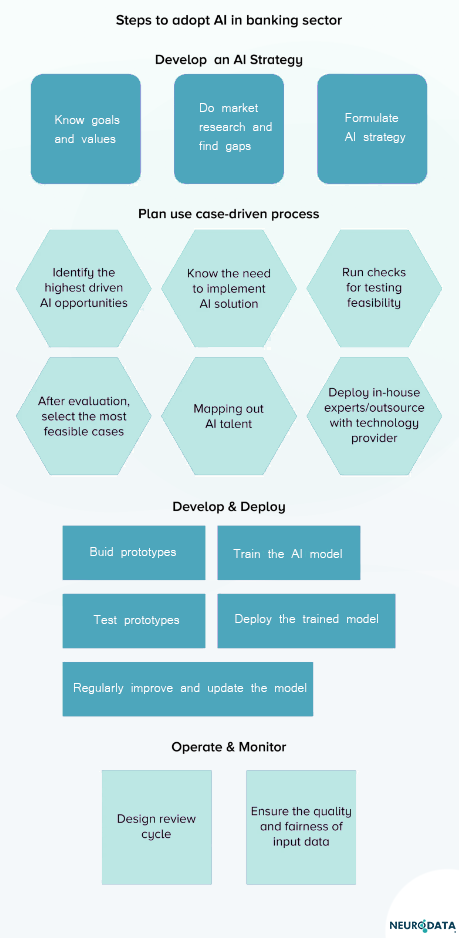 Steps to adopt AI in banking sector
Develop an AI Strategy
Know goals
and values
Do market
research and
find gaps
Formulate
AI strategy
Plan use case-driven process
Identify the
highest driven
AI opportunities
Know the need
to implement
AI solution
Run checks
for testing
feasibility
After evaluation,
select the most
feasible cases
Mapping out
AI talent
Deploy in-house
experts/outsource
with technology
provider
Develop & Deploy
Buid prototypes
Train the AI model
Test prototypes
Deploy the trained model
Regularly improve and update the model
Operate & Monitor
Design review
cycle
Ensure the quality
and fairness of
input data
NEURODATA